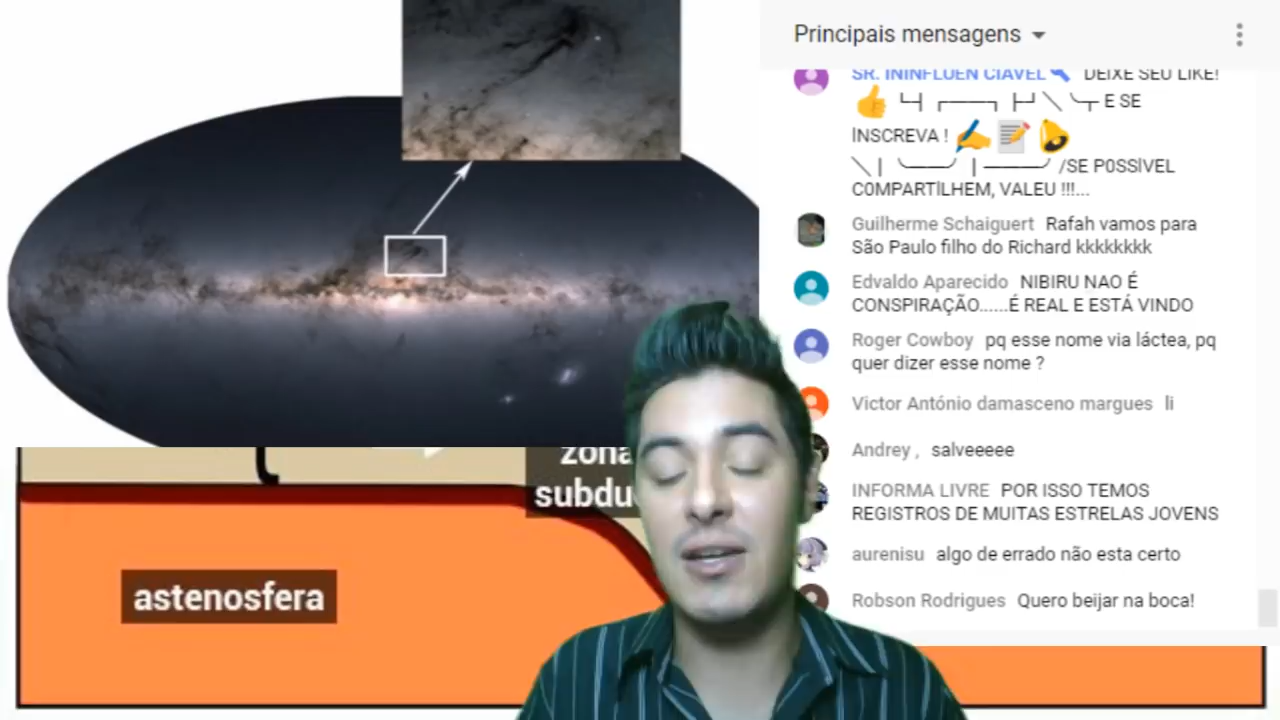 Principais mensagens
SR. ININFLUEN CIAVEL DEIXE SEU LIKE!
E SE
INSCREVA !
/SE P0SSÍVEL
C0MPARTILHEM, VALEU !!!...
Guilherme Schaiguert Rafah vamos para
São Paulo filho do Richard kkkkkkkk
Edvaldo Aparecido NIBIRU NAO É
CONSPIRAÇÃO......É REAL E ESTÁ VINDO
Roger Cowboy pq esse nome via láctea, pq
quer dizer esse nome ?
Victor António damasceno margues li
Andrey , salveeeee
INFORMA LIVRE POR ISSO TEMOS
REGISTROS DE MUITAS ESTRELAS JOVENS
aurenisu algo de errado não esta certo
Robson Rodrigues Quero beijar na boca!
zona
subdu
astenosfera